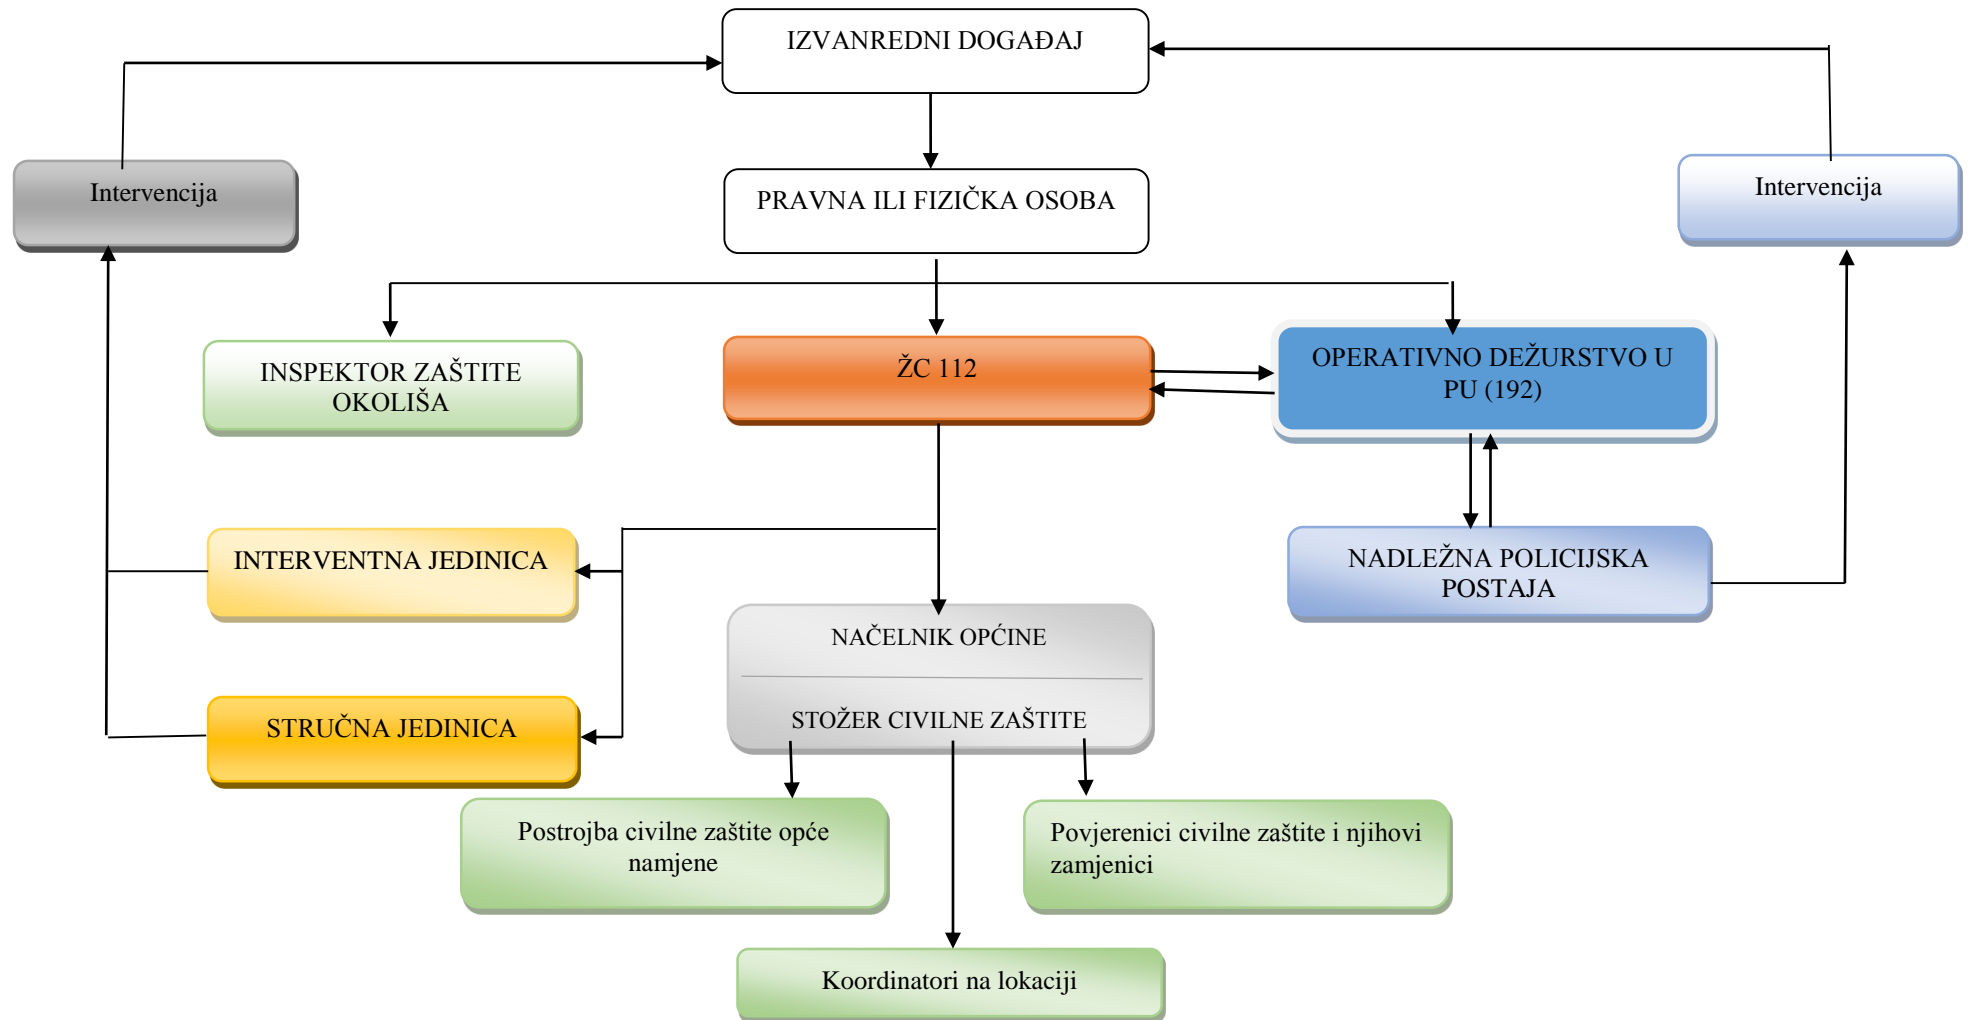 IZVANREDNI DOGAĐAJ
Intervencija
PRAVNA ILI FIZIČKA OSOBA
Intervencija
INSPEKTOR ZAŠTITE
OKOLIŠA
ŽC 112
OPERATIVNO DEŽURSTVO U
PU (192)
INTERVENTNA JEDINICA
NADLEŽNA POLICIJSKA
POSTAJA
NAČELNIK OPĆINE
STOŽER CIVILNE ZAŠTITE
STRUČNA JEDINICA
Postrojba civilne zaštite opće
namjene
Povjerenici civilne zaštite i njihovi
zamjenici
Koordinatori na lokaciji